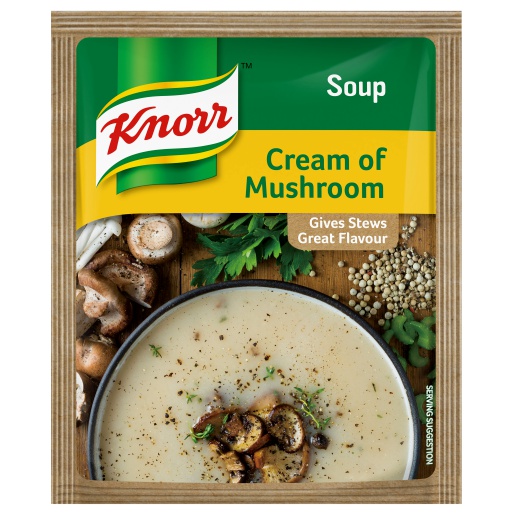 Knorr
™
Soup
Cream of
Mushroom
Gives Stews
Great Flavour
SERVING SUGGESTION